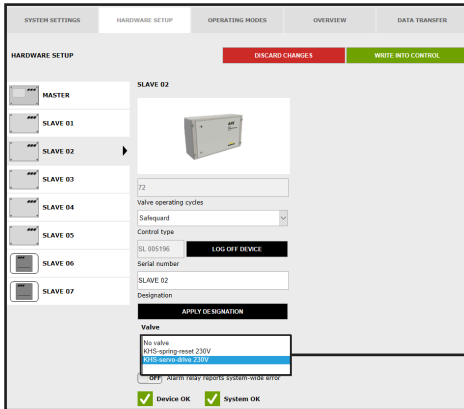 SYSTEM SETTINGS HARDWARE SETUP OPERATING MODES OVERVIEW DATA TRANSFER
HARDWARE SETUP DISCARD CHANGES WRITE INTO CONTROL
MASTER
SLAVE 01
SLAVE 02
SLAVE 03
SLAVE 04
SLAVE 05
SLAVE 06
SLAVE 07
SLAVE 02
72
Valve operating cycles
Safeguard
Control type
SL 005196 LOG OFF DEVICE
Serial number
SLAVE 02
Designation
APPLY DESIGNATION
Valve
No valve
KHS-spring-reset 230V
KHS-servo-drive 230V
OFF Alarm relay reports system-wide error
Device OK System OK